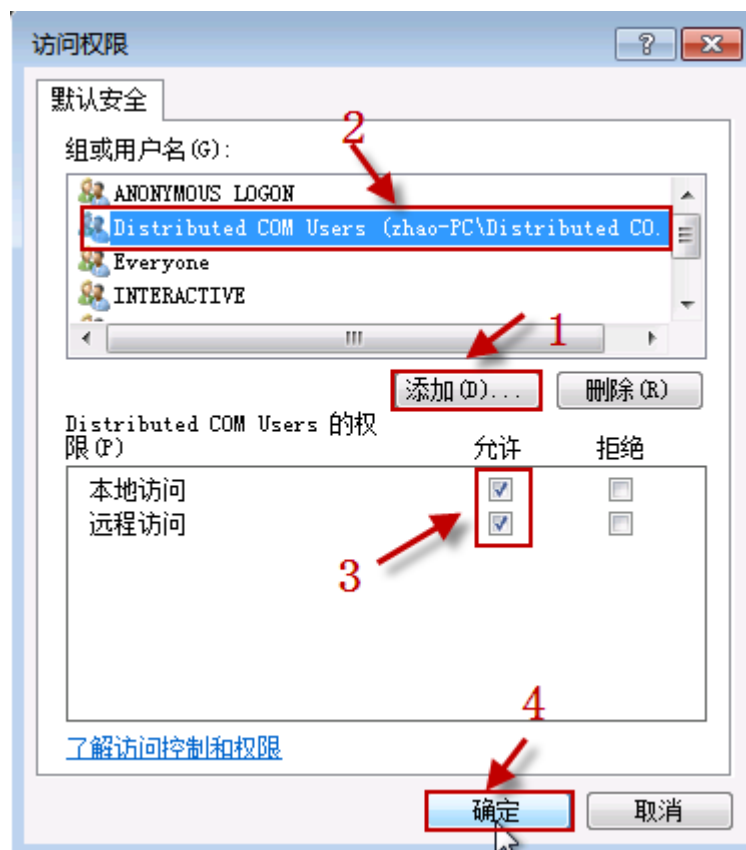 访问权限
默认安全
组或用户名(G):
2
ANONYMOUS LOGON
Distributed COM Users (zhao-PC\Distributed CO.
Everyone
INTERACTIVE
1
添加(D)... 删除(R)
Distributed COM Users 的权
限(P) 允许 拒绝
本地访问
远程访问
3
4
了解访问控制和权限
确定 取消